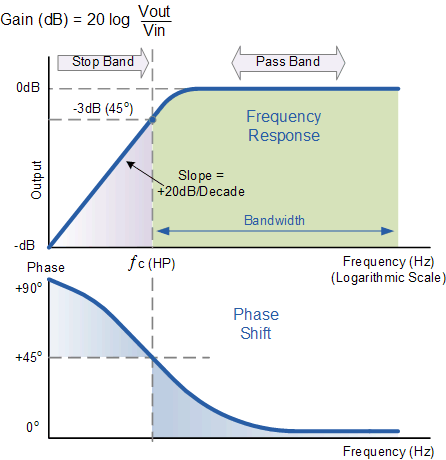 Gain (dB) = 20 log Vout
Vin
Stop Band
Pass Band
0dB
-3dB (45°)
Frequency
Response
Output
Slope =
+20dB/Decade
Bandwidth
-dB
Phase
ƒc (HP)
Frequency (Hz)
(Logarithmic Scale)
+90°
Phase
Shift
+45°
0°
Frequency (Hz)